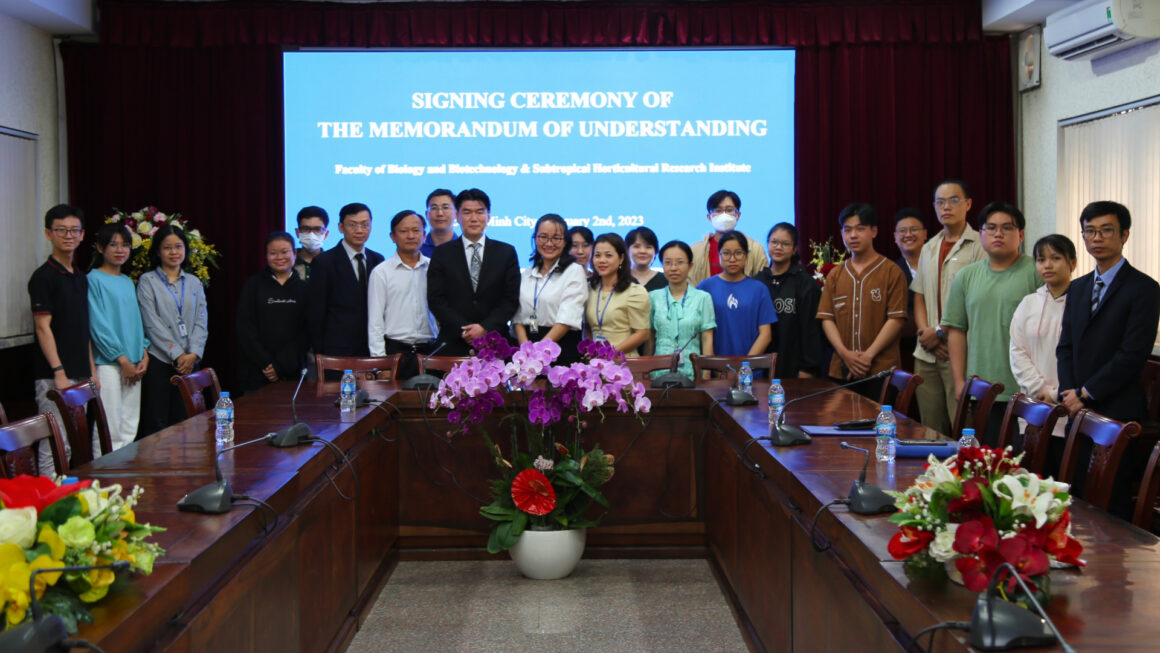 SIGNING CEREMONY OF
THE MEMORANDUM OF UNDERSTANDING
Faculty of Biology and Biotechnology & Subtropical Horticultural Research Institute
Minh City 2nd, 2023